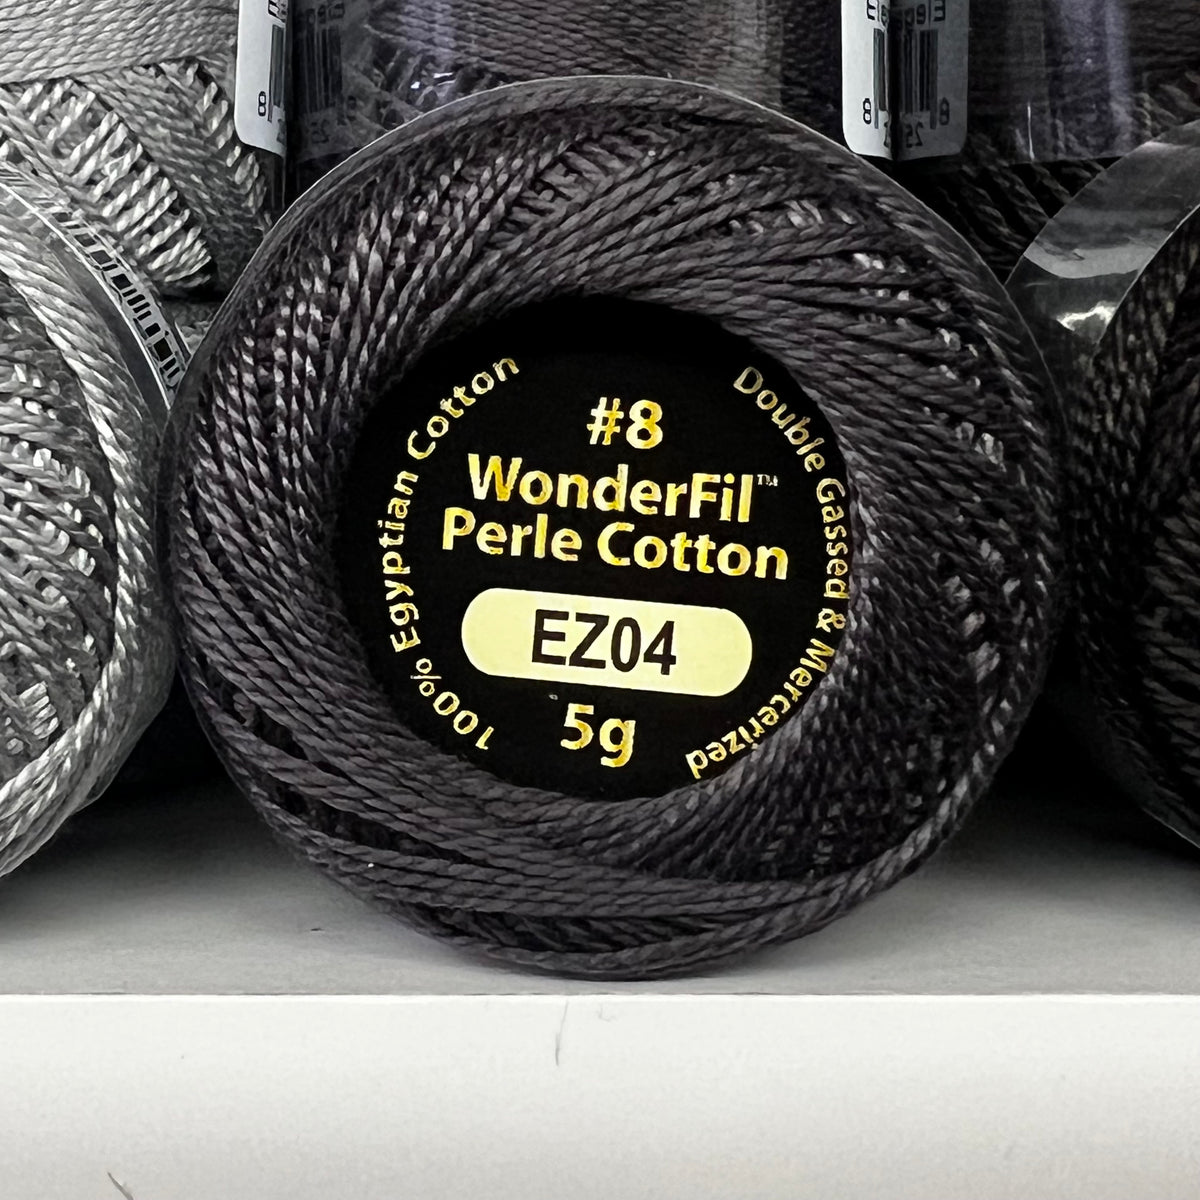 #8
WonderFil™
Perle Cotton
EZ04
5g
100% Egyptian Cotton
Double Gassed & Mercerized